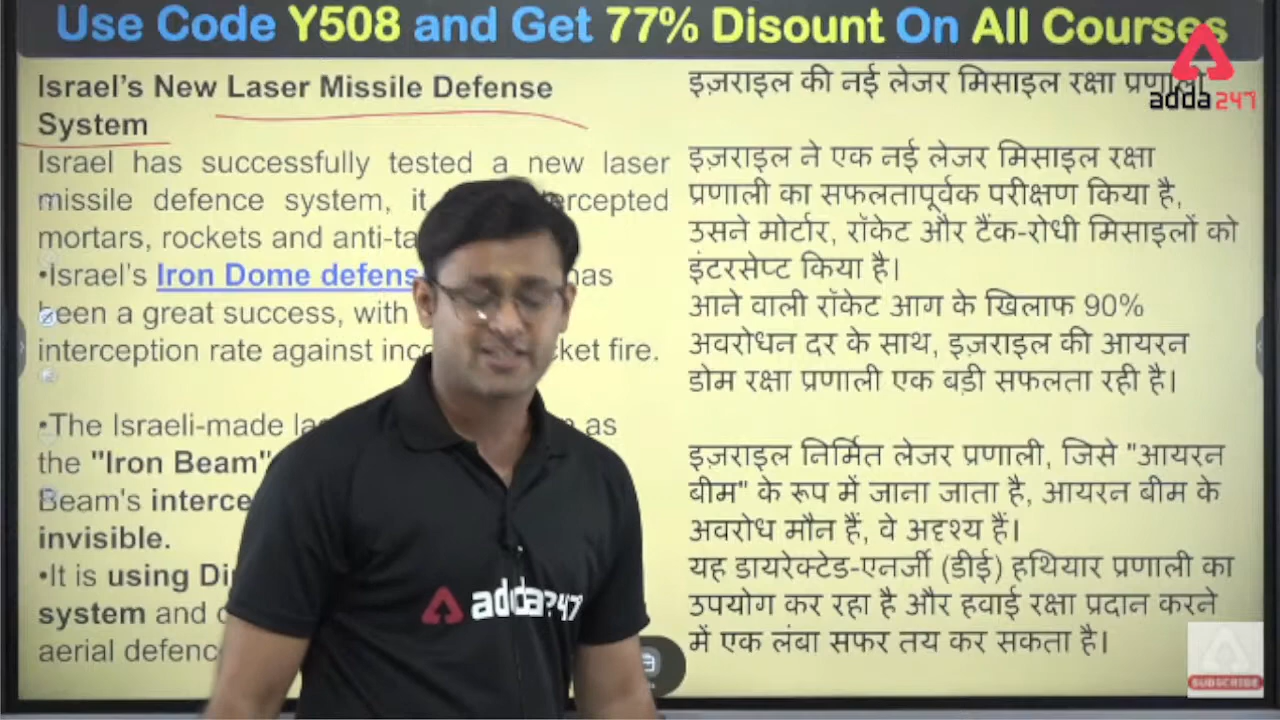 Use Code Y508 and Get 77% Disount On All Courses
Israel's New Laser Missile Defense
System
Israel has successfully tested a new laser
missile defence system, it ercepted
mortars, rockets and anti-ta
•Israel's Iron Dome defens has
been a great success, with
interception rate against inc ket fire.
•The Israeli-made la as
the "Iron Beam"
Beam's interce
invisible.
•It is using Di
system and
aerial defenc
इज़राइल की नई लेजर मिसाइल रक्षा प्रणाली
इज़राइल ने एक नई लेजर मिसाइल रक्षा
प्रणाली का सफलतापूर्वक परीक्षण किया है,
उसने मोर्टार, रॉकेट और टैंक-रोधी मिसाइलों को
इंटरसेप्ट किया है।
आने वाली रॉकेट आग के खिलाफ 90%
अवरोधन दर के साथ, इज़राइल की आयरन
डोम रक्षा प्रणाली एक बड़ी सफलता रही है।
इज़राइल निर्मित लेजर प्रणाली, जिसे "आयरन
बीम" के रूप में जाना जाता है, आयरन बीम के
अवरोध मौन हैं, वे अदृश्य हैं।
यह डायरेक्टेड-एनर्जी (डीई) हथियार प्रणाली का
उपयोग कर रहा है और हवाई रक्षा प्रदान करने
में एक लंबा सफर तय कर सकता है।
adda247
adda247
SUBSCRIBE